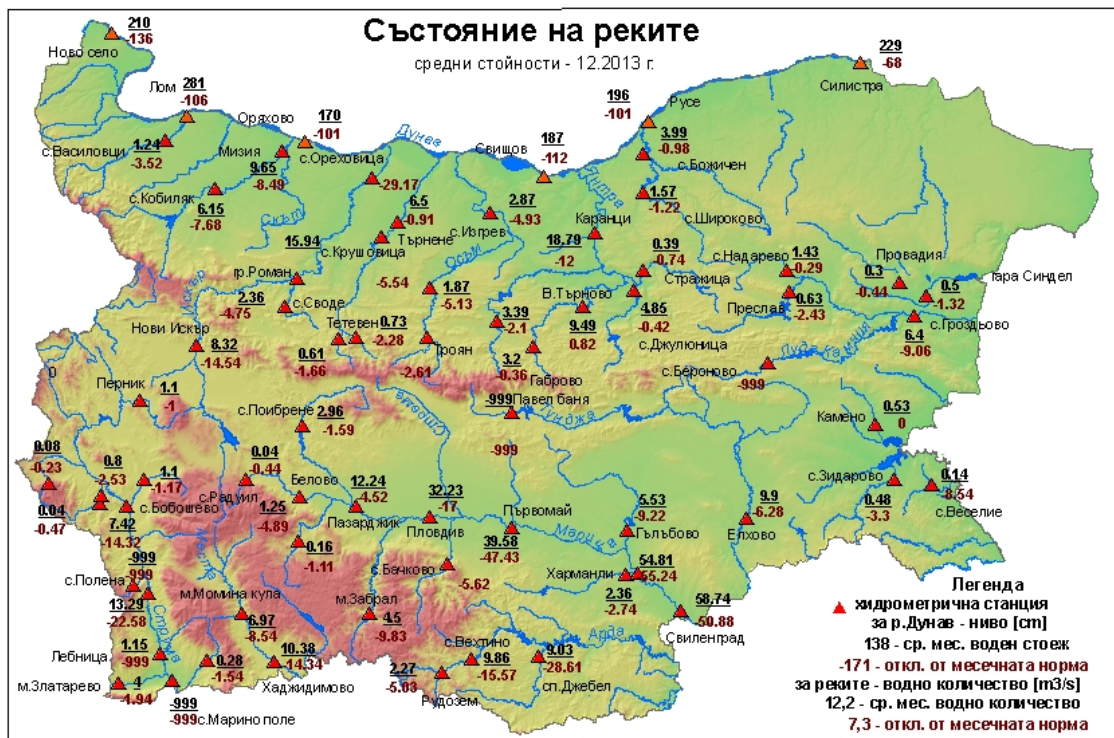 Състояние на реките
средни стойности - 12.2013 г.
210
-136
Ново село
229
-68
Силистра
Лом
281
-106
Оряхово
170
-101
Дунав
Свищов
187
-112
196
-101
Русе
3.99
-0.98
с.Божичен
с.Василовци
1.24
-3.52
Мизия
9.65
-8.49
с.Ореховица
-29.17
Янтра
1.57
-1.22
с.Широково
с.Кобиляк
6.15
-7.68
Скът
6.5
-0.91
Търнене
с.Крушовица
2.87
-4.93
с.Изгрев
Каранци
18.79
-12
0.39
-0.74
Стражица
с.Надарево
1.43
-0.29
Провадия
0.3
-0.44
гара Синдел
0.5
-1.32
с.Гроздьово
15.94
гр.Роман
Искър
-5.54
Осъм
1.87
-5.13
В.Търново
9.49
0.82
4.85
-0.42
с.Джулюница
Преслав
0.63
-2.43
6.4
-9.06
2.36
-4.75
с.Своде
Нови Искър
8.32
-14.54
Тетевен
0.73
-2.28
0.61
-1.66
3.39
-2.1
Троян
-2.61
3.2
-0.36
Габрово
с.Бероново
-999
Луда Камчия
0
Перник
1.1
-1
с.Поибрене
2.96
-1.59
Стряма
-999
Павел баня
Тунджа
-999
Камено
0.53
0
0.08
-0.23
0.8
-2.53
1.1
-1.17
0.04
-0.44
с.Радуил
Белово
1.25
-4.89
12.24
-4.52
Пазарджик
32.23
-17
Пловдив
Първомай
39.58
-47.43
Марица
5.53
-9.22
Гълъбово
9.9
-6.28
Елхово
с.Зидарово
0.48
-3.3
0.14
-8.54
с.Веселие
0.04
-0.47
7.42
-14.32
с.Бобошево
0.16
-1.11
с.Бачково
-5.62
Харманли
54.81
-55.24
2.36
-2.74
58.74
-50.88
Свиленград
-999
-999
с.Полена
13.29
-22.58
Места
м.Момина кула
6.97
-8.54
м.Забрал
4.5
-9.83
Арда
Струма
Лебница
1.15
-999
0.28
-1.54
10.38
-14.34
Хаджидимово
с.Вехтино
9.86
-15.57
9.03
-28.61
сп.Джебел
2.27
-5.03
Рудозем
м.Златарево
4
-1.94
-999
-999
с.Марино поле
Легенда
хидрометрична станция
за р.Дунав - ниво [cm]
138 - ср. мес. воден стоеж
-171 - откл. от месечната норма
за реките - водно количество [m3/s]
12,2 - ср. мес. водно количество
7,3 - откл. от месечната норма